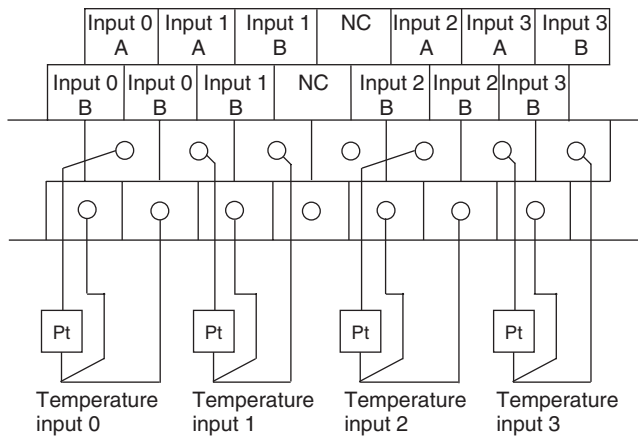 Input 0 Input 1 Input 1 NC Input 2 Input 3 Input 3
A A B A A B
Input 0 Input 0 Input 1 NC Input 2 Input 2 Input 3
B B B B B B
Pt Pt Pt Pt
Temperature Temperature Temperature Temperature
input 0 input 1 input 2 input 3